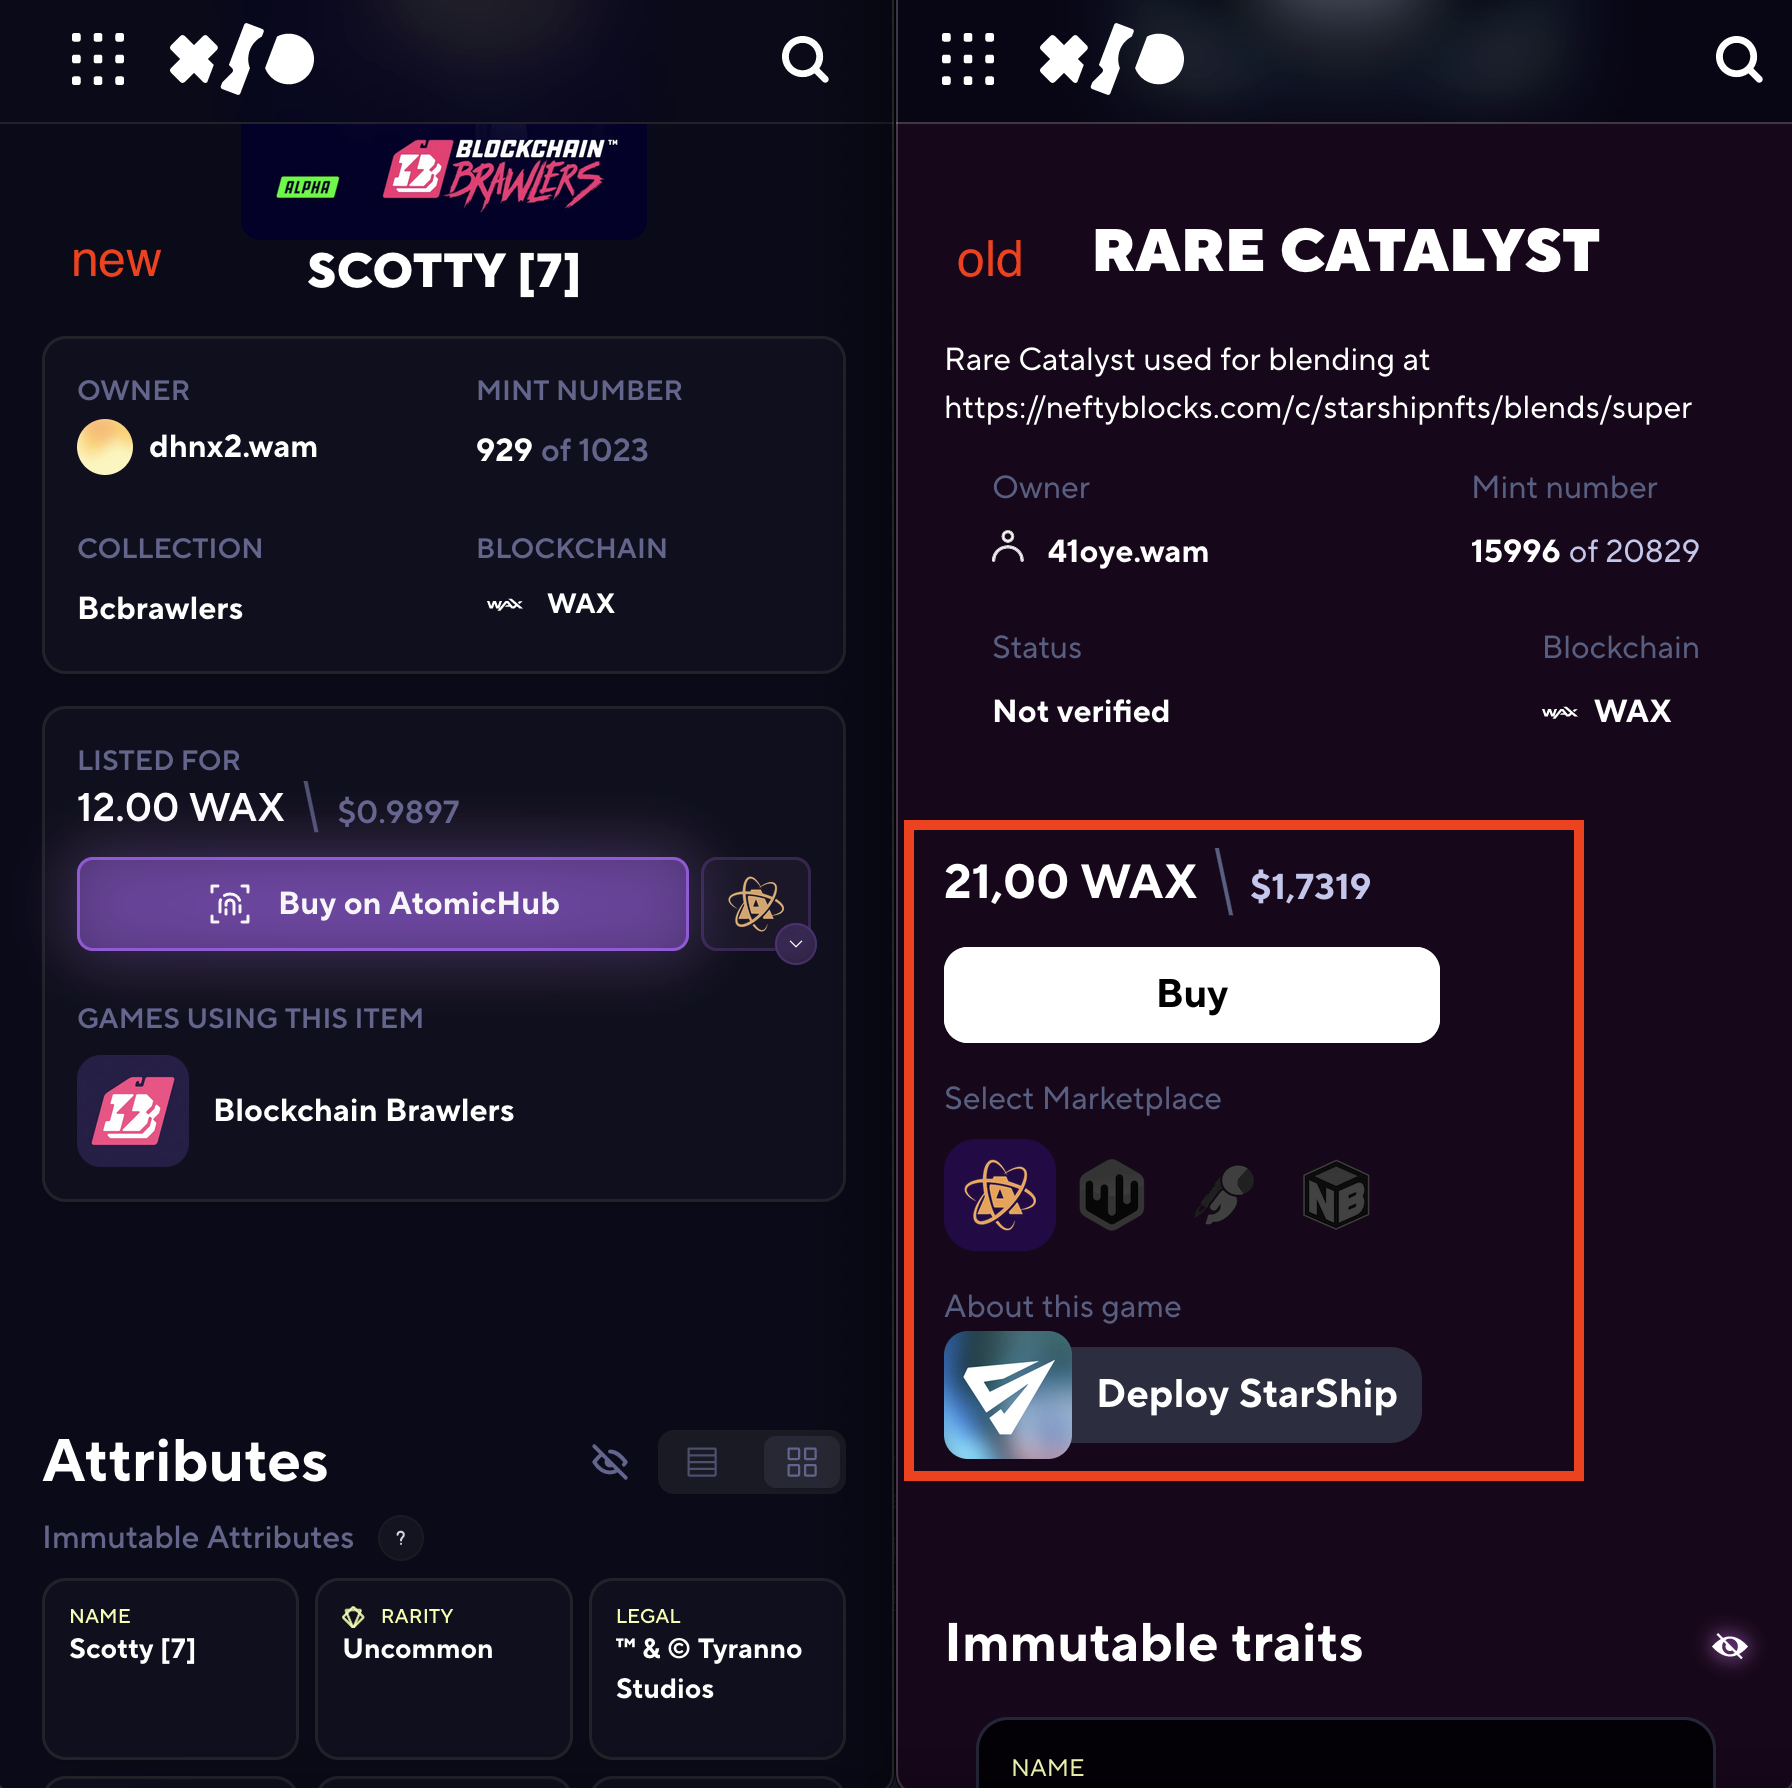 ALPHA
BLOCKCHAIN™
BRAWLERS
new
SCOTTY [7]
OWNER
MINT NUMBER
dhnx2.wam
929 of 1023
COLLECTION
BLOCKCHAIN
Bcbrawlers
wax WAX
LISTED FOR
12.00 WAX \ $0.9897
Buy on AtomicHub
GAMES USING THIS ITEM
Blockchain Brawlers
Attributes
Immutable Attributes ?
NAME
Scotty [7]
RARITY
Uncommon
LEGAL
™ & © Tyranno
Studios
old
RARE CATALYST
Rare Catalyst used for blending at
https://neftyblocks.com/c/starshipnfts/blends/super
Owner
Mint number
41oye.wam
15996 of 20829
Status
Blockchain
Not verified
wax WAX
21,00 WAX \ $1,7319
Buy
Select Marketplace
NB
About this game
Deploy StarShip
Immutable traits
NAME